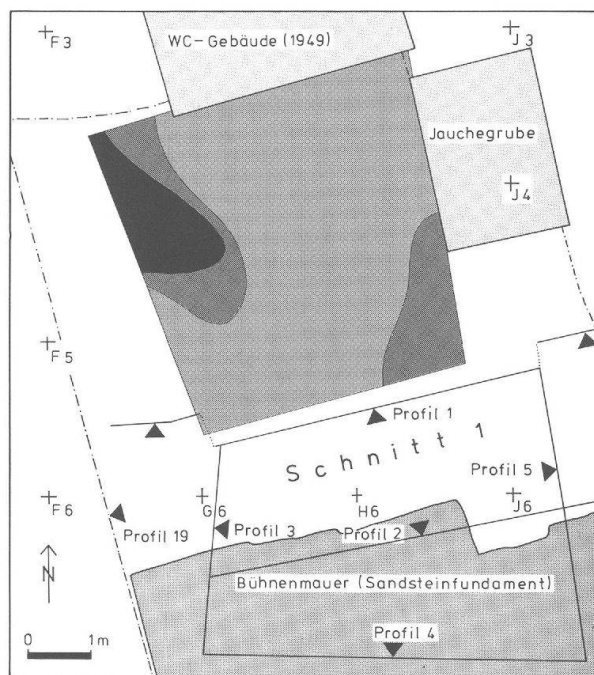 F3
WC-Gebäude (1949)
J3
Jauchegrube
J4
F5
Profil 1
Schnitt 1
Profil 5
F6
G6
H6
J6
Profil 19
Profil 3
Profil 2
N
Bühnenmauer (Sandsteinfundament)
0 1m
Profil 4